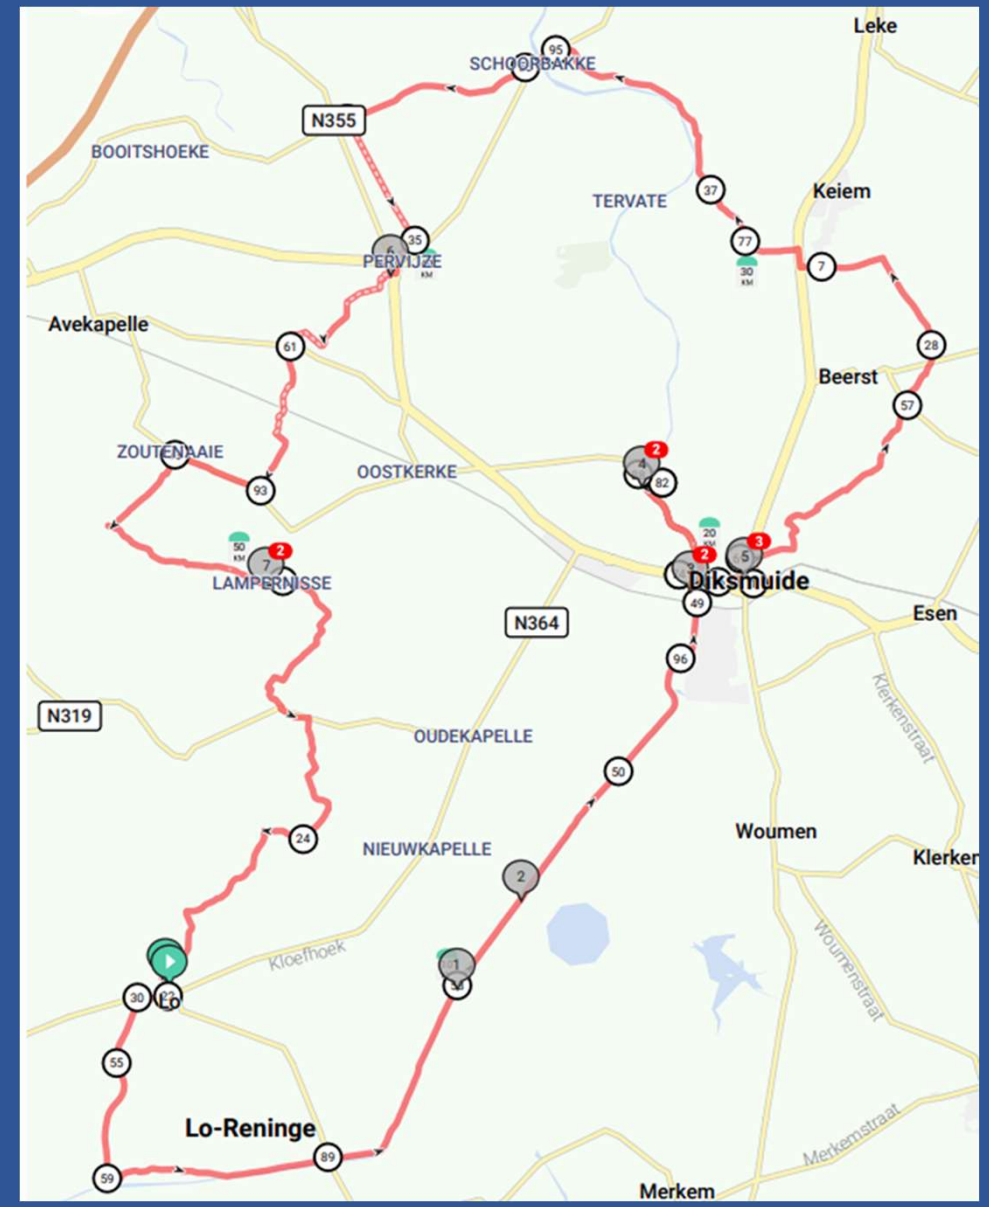 Leke
95
SCHOORBAKKE
N355
BOOITSHOEKE
37
Keiem
TERVATE
77
35
6
PERVIJZE
KM
7
30
KM
Avekapelle
61
28
Beerst
57
ZOUTENAAIE
2
4
82
OOSTKERKE
93
20
KM
3
50
KM
2
5
7
2
3
LAMPERNISSE
Diksmuide
49
Esen
N364
96
Klerkenstraat
N319
OUDEKAPELLE
50
Woumen
24
NIEUWKAPELLE
Klerken
2
Kloefhoek
1
Woumenstraat
30
Lo
55
Lo-Reninge
89
Merkemstraat
59
Merkem